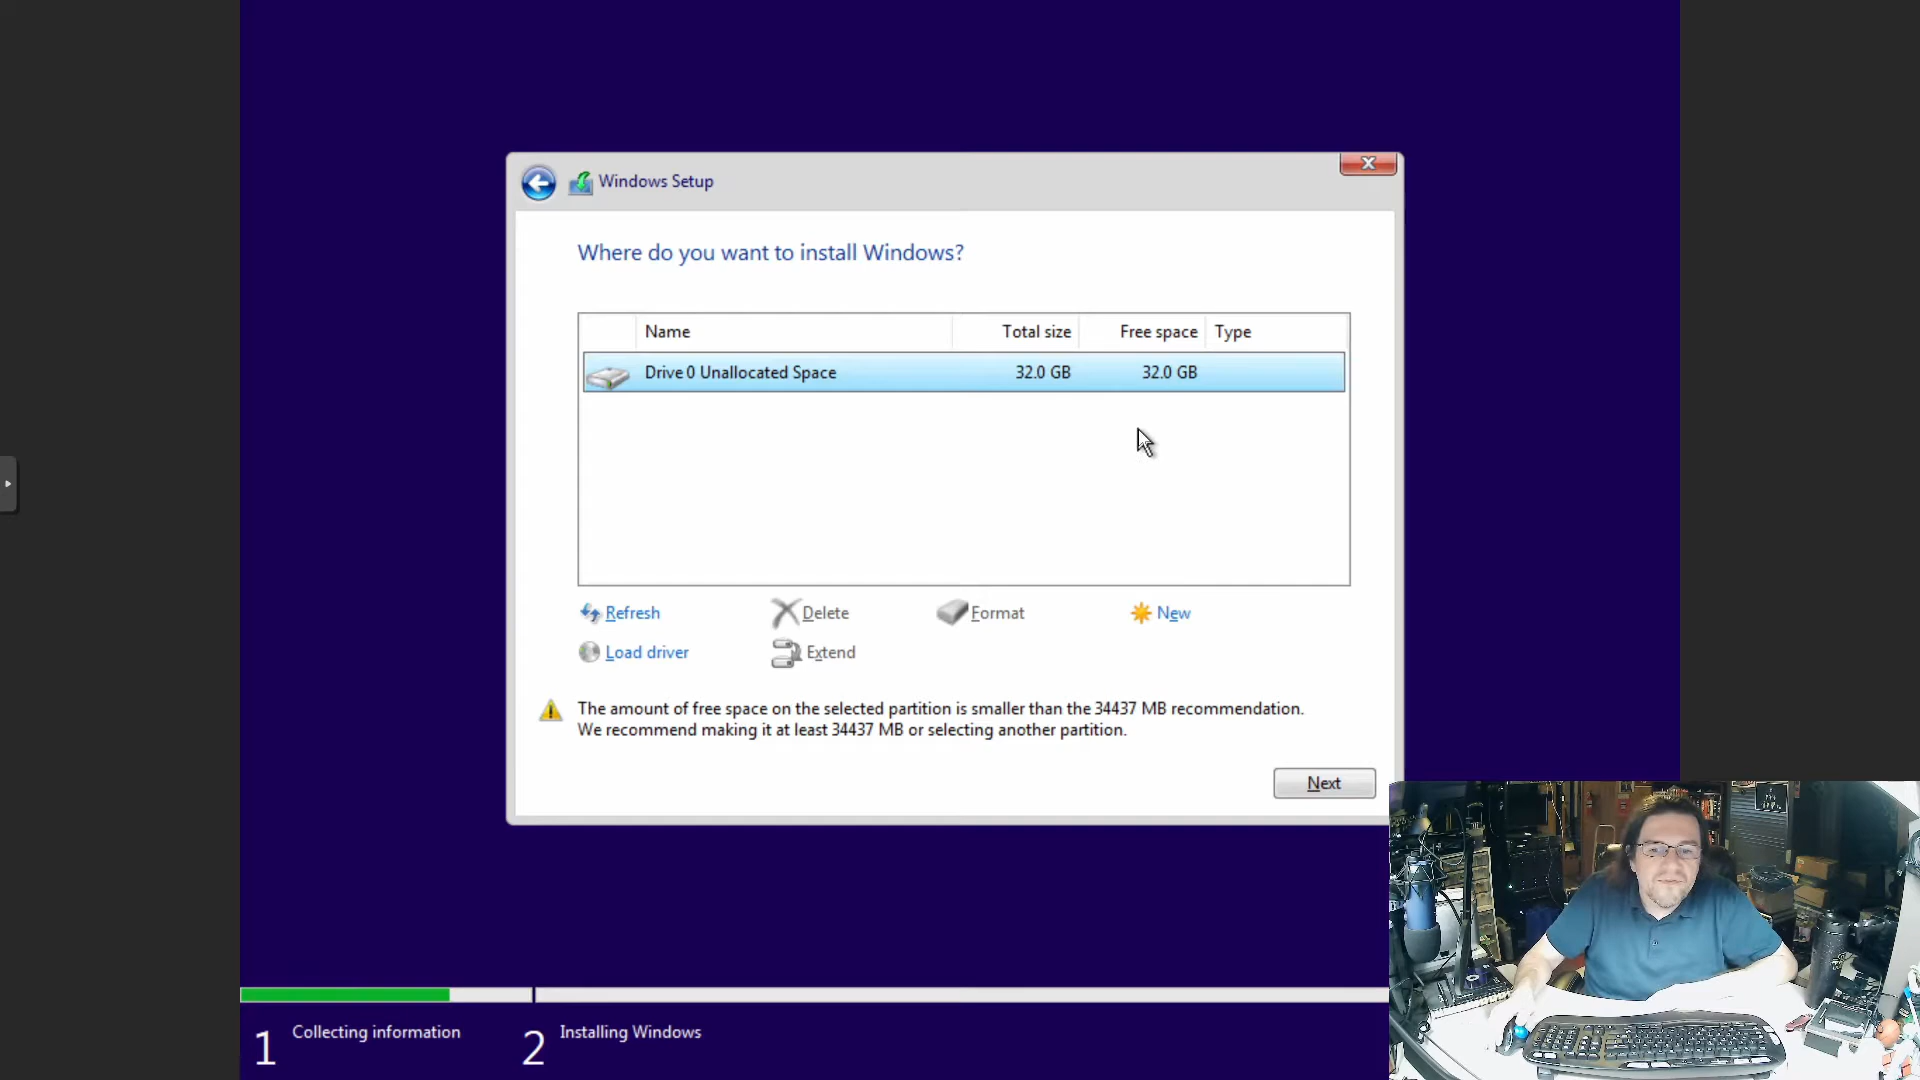 Windows Setup
Where do you want to install Windows?
Name Total size Free space Type
Drive 0 Unallocated Space 32.0 GB 32.0 GB
Refresh Delete Format New
Load driver Extend
The amount of free space on the selected partition is smaller than the 34437 MB recommendation.
We recommend making it at least 34437 MB or selecting another partition.
Next
1 Collecting information 2 Installing Windows